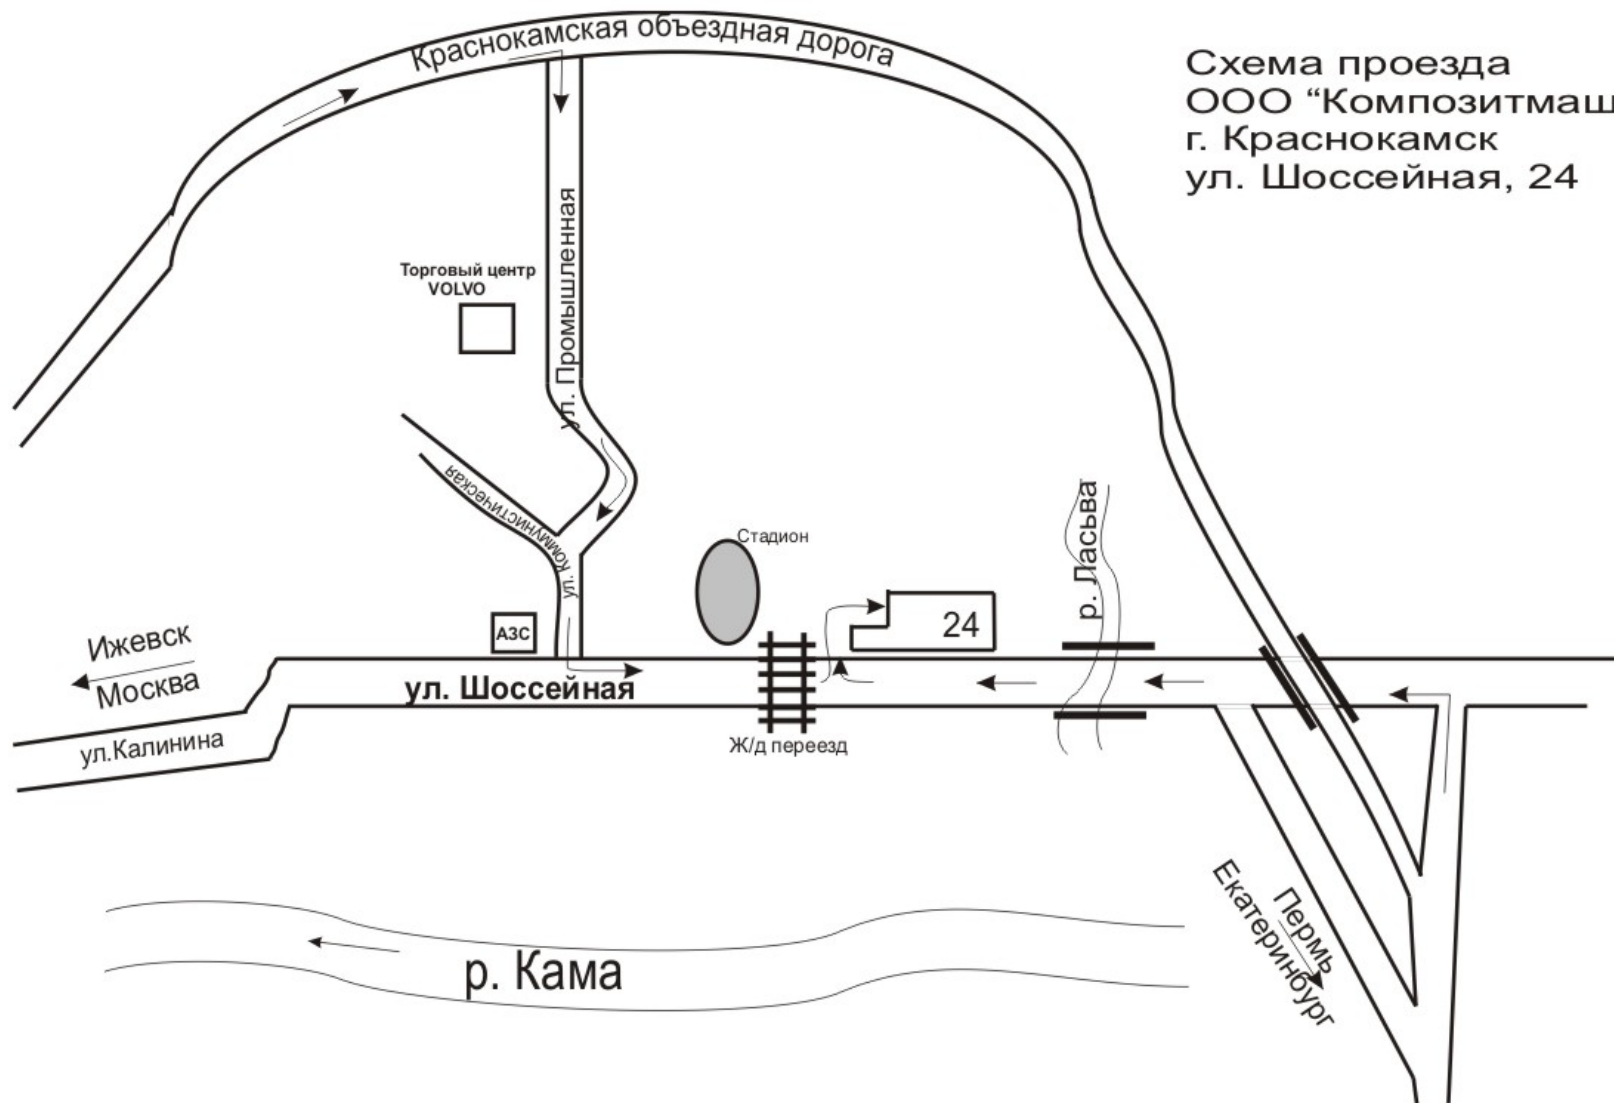 Краснокамская объездная дорога
Схема проезда
ООО “Композитмаш
г. Краснокамск
ул. Шоссейная, 24
ул. Промышленная
Торговый центр
VOLVO
ул. Коммунистическая
Стадион
р. Ласьва
АЗС
24
Ижевск
Москва
ул. Шоссейная
ул.Калинина
Ж/д переезд
Пермь
Екатеринбург
р. Кама